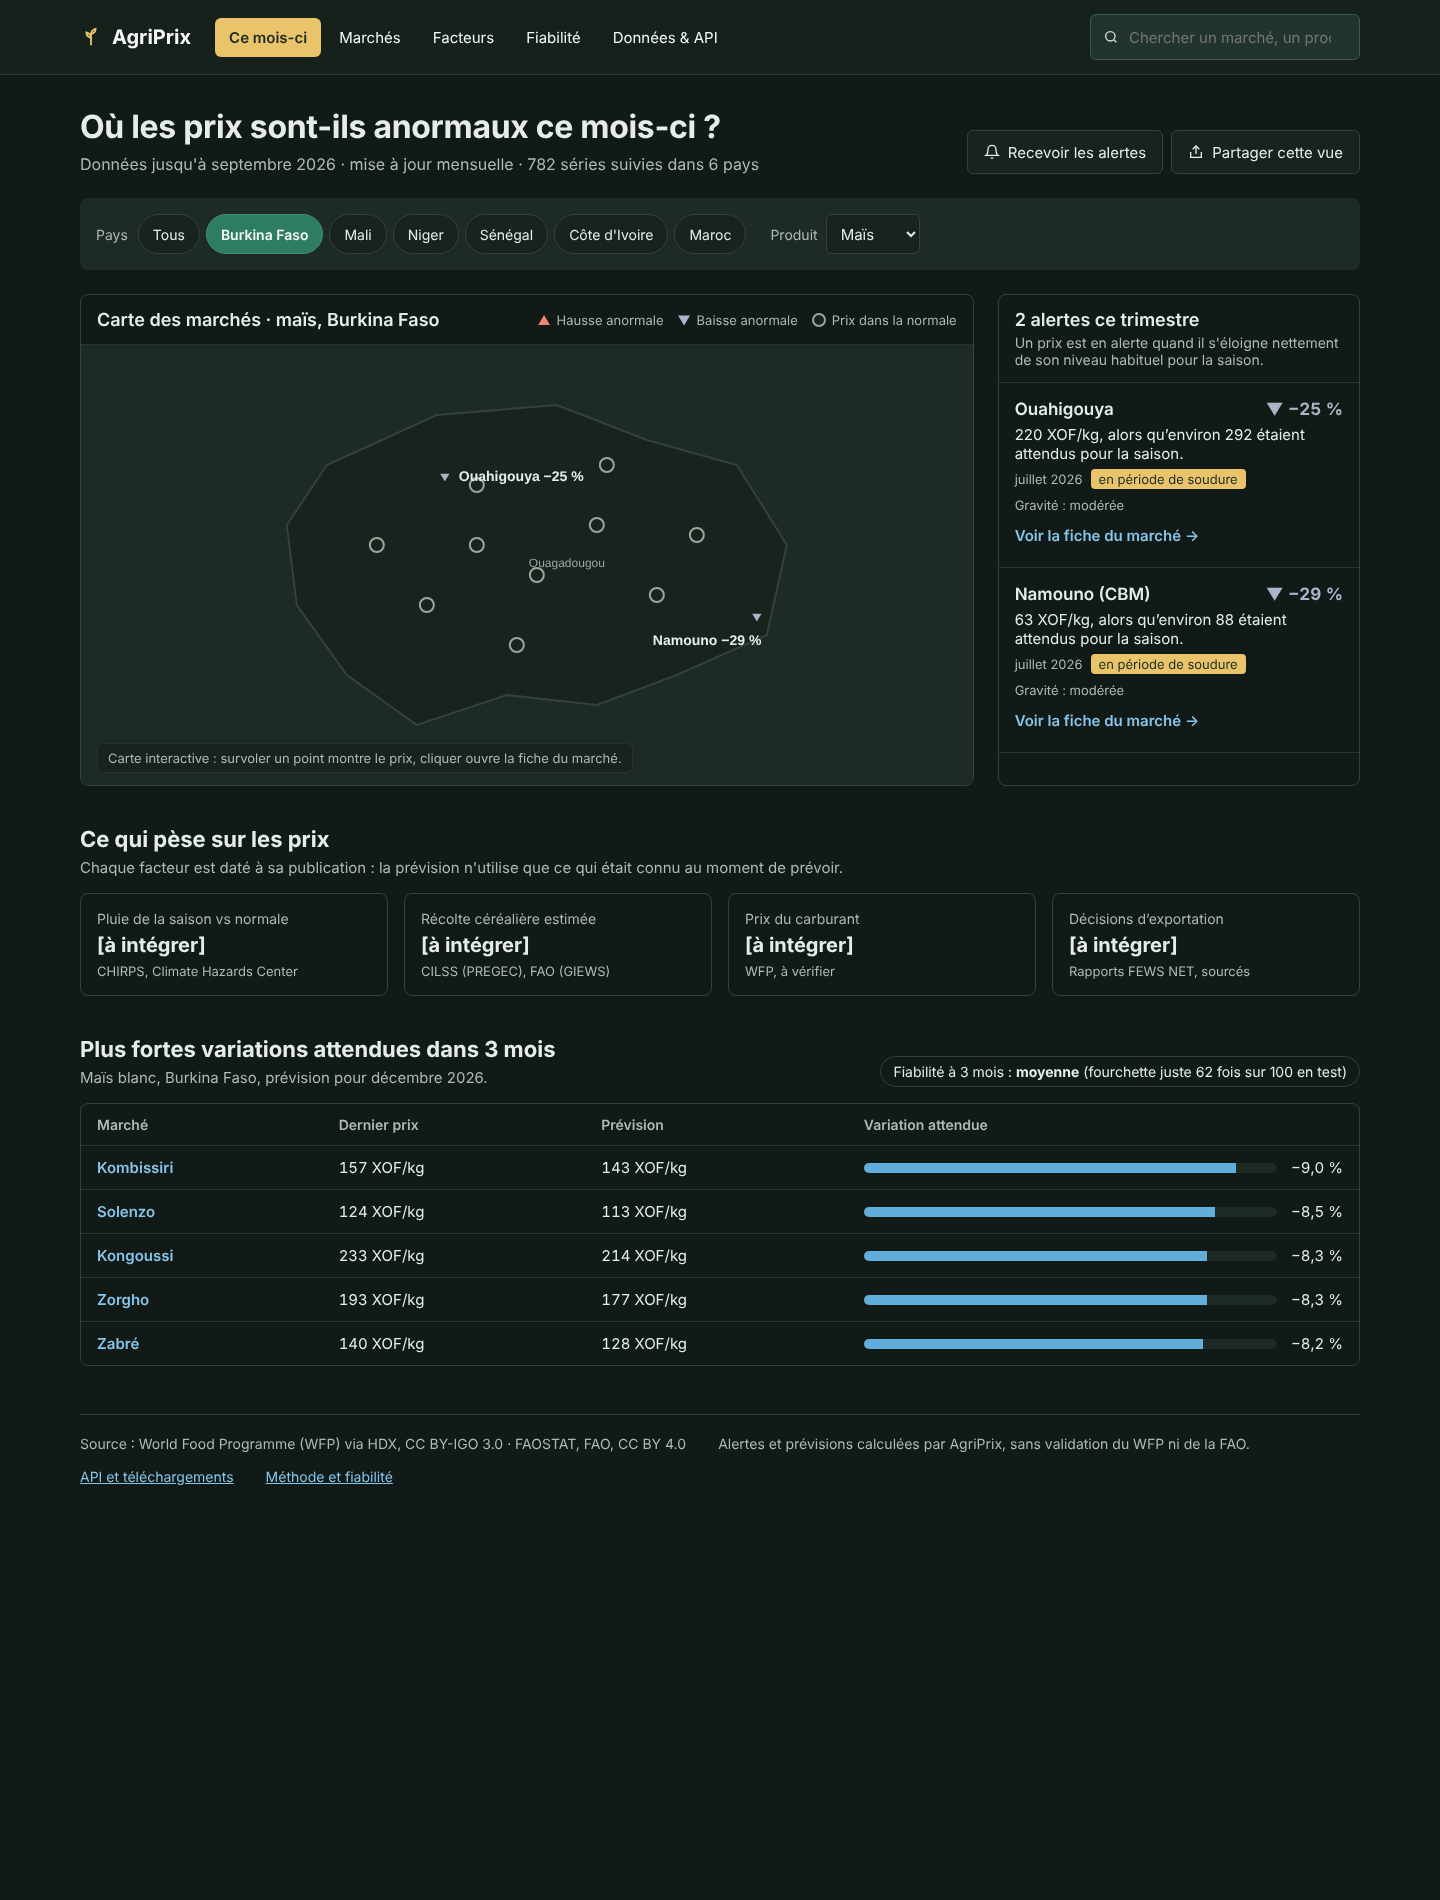 AgriPrix
Ce mois-ci
Marchés
Facteurs
Fiabilité
Données & API
Chercher un marché, un
Où les prix sont-ils anormaux ce mois-ci ?
Données jusqu'à septembre 2026 · mise à jour mensuelle · 782 séries suivies dans 6 pays
Recevoir les alertes
Partager cette vue
Pays
Tous
Burkina Faso
Mali
Niger
Sénégal
Côte d'Ivoire
Maroc
Produit
Maïs
Carte des marchés · maïs, Burkina Faso
▲ Hausse anormale
▼ Baisse anormale
Prix dans la normale
▼ Ouahigouya −25 %
Ouagadougou
▼
Namouno −29 %
Carte interactive : survoler un point montre le prix, cliquer ouvre la fiche du marché.
2 alertes ce trimestre
Un prix est en alerte quand il s'éloigne nettement
de son niveau habituel pour la saison.
Ouahigouya ▼ −25 %
220 XOF/kg, alors qu’environ 292 étaient
attendus pour la saison.
juillet 2026 en période de soudure
Gravité : modérée
Voir la fiche du marché →
Namouno (CBM) ▼ −29 %
63 XOF/kg, alors qu’environ 88 étaient
attendus pour la saison.
juillet 2026 en période de soudure
Gravité : modérée
Voir la fiche du marché →
Ce qui pèse sur les prix
Chaque facteur est daté à sa publication : la prévision n'utilise que ce qui était connu au moment de prévoir.
Pluie de la saison vs normale
[à intégrer]
CHIRPS, Climate Hazards Center
Récolte céréalière estimée
[à intégrer]
CILSS (PREGEC), FAO (GIEWS)
Prix du carburant
[à intégrer]
WFP, à vérifier
Décisions d’exportation
[à intégrer]
Rapports FEWS NET, sourcés
Plus fortes variations attendues dans 3 mois
Maïs blanc, Burkina Faso, prévision pour décembre 2026.
Fiabilité à 3 mois : moyenne (fourchette juste 62 fois sur 100 en test)
Marché Dernier prix Prévision Variation attendue
Kombissiri 157 XOF/kg 143 XOF/kg −9,0 %
Solenzo 124 XOF/kg 113 XOF/kg −8,5 %
Kongoussi 233 XOF/kg 214 XOF/kg −8,3 %
Zorgho 193 XOF/kg 177 XOF/kg −8,3 %
Zabré 140 XOF/kg 128 XOF/kg −8,2 %
Source : World Food Programme (WFP) via HDX, CC BY-IGO 3.0 · FAOSTAT, FAO, CC BY 4.0
Alertes et prévisions calculées par AgriPrix, sans validation du WFP ni de la FAO.
API et téléchargements
Méthode et fiabilité